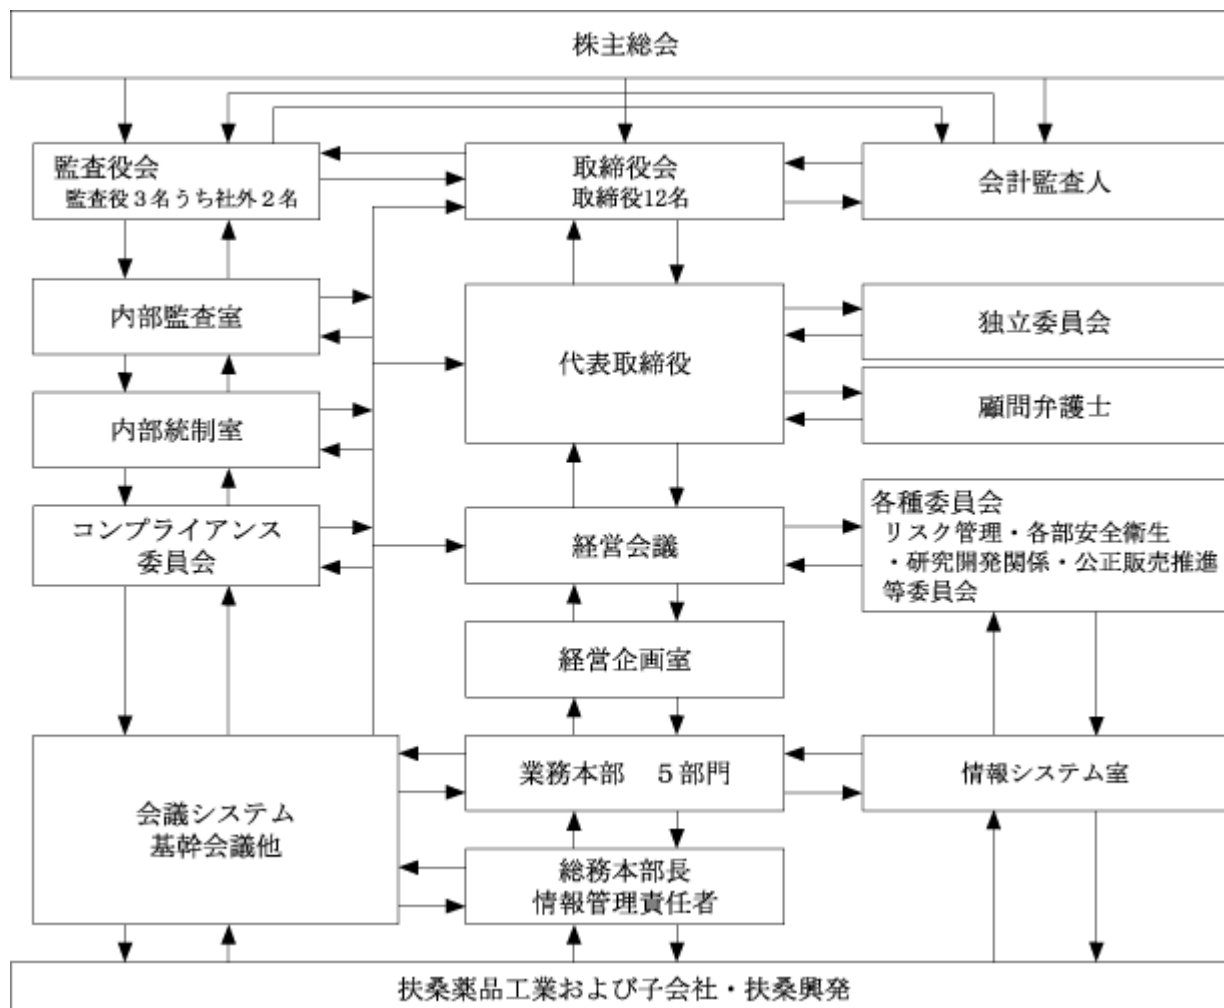 株主総会
監査役会
監査役３名うち社外２名
取締役会
取締役12名
会計監査人
内部監査室
代表取締役
独立委員会
顧問弁護士
内部統制室
コンプライアンス
委員会
経営会議
各種委員会
リスク管理・各部安全衛生
・研究開発関係・公正販売推進
等委員会
経営企画室
会議システム
基幹会議他
業務本部　５部門
情報システム室
総務本部長
情報管理責任者
扶桑薬品工業および子会社・扶桑興発